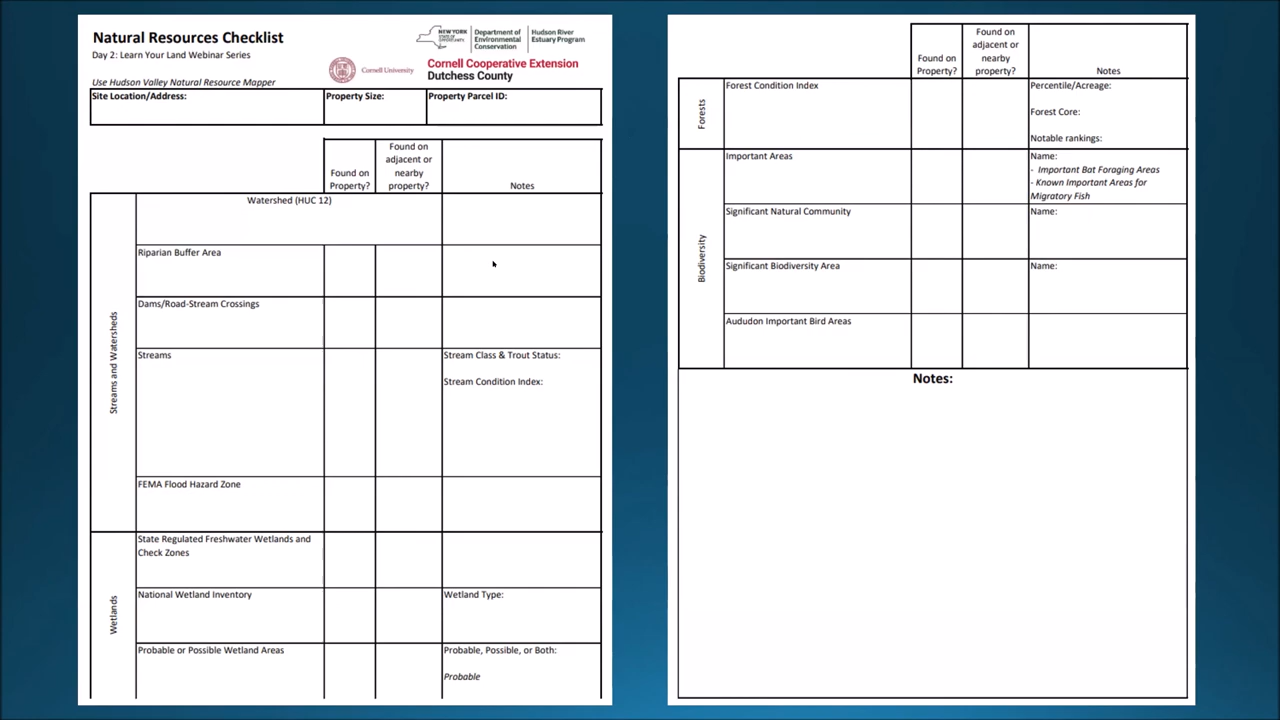 Natural Resources Checklist
Day 2: Learn Your Land Webinar Series
Use Hudson Valley Natural Resource Mapper
NEW YORK
STATE OF
OPPORTUNITY
Department of
Environmental
Conservation
Hudson River
Estuary Program
Cornell University
Cornell Cooperative Extension
Dutchess County
Site Location/Address:
Property Size:
Property Parcel ID:
Found on
Property?
Found on
adjacent or
nearby
property?
Notes
Streams and Watersheds
Watershed (HUC 12)
Riparian Buffer Area
Dams/Road-Stream Crossings
Streams
Stream Class & Trout Status:
Stream Condition Index:
FEMA Flood Hazard Zone
Wetlands
State Regulated Freshwater Wetlands and
Check Zones
National Wetland Inventory
Wetland Type:
Probable or Possible Wetland Areas
Probable, Possible, or Both:
Probable
Found on
Property?
Found on
adjacent or
nearby
property?
Notes
Forests
Forest Condition Index
Percentile/Acreage:
Forest Core:
Notable rankings:
Biodiversity
Important Areas
Name:
- Important Bat Foraging Areas
- Known Important Areas for
Migratory Fish
Significant Natural Community
Name:
Significant Biodiversity Area
Name:
Aududon Important Bird Areas
Notes: